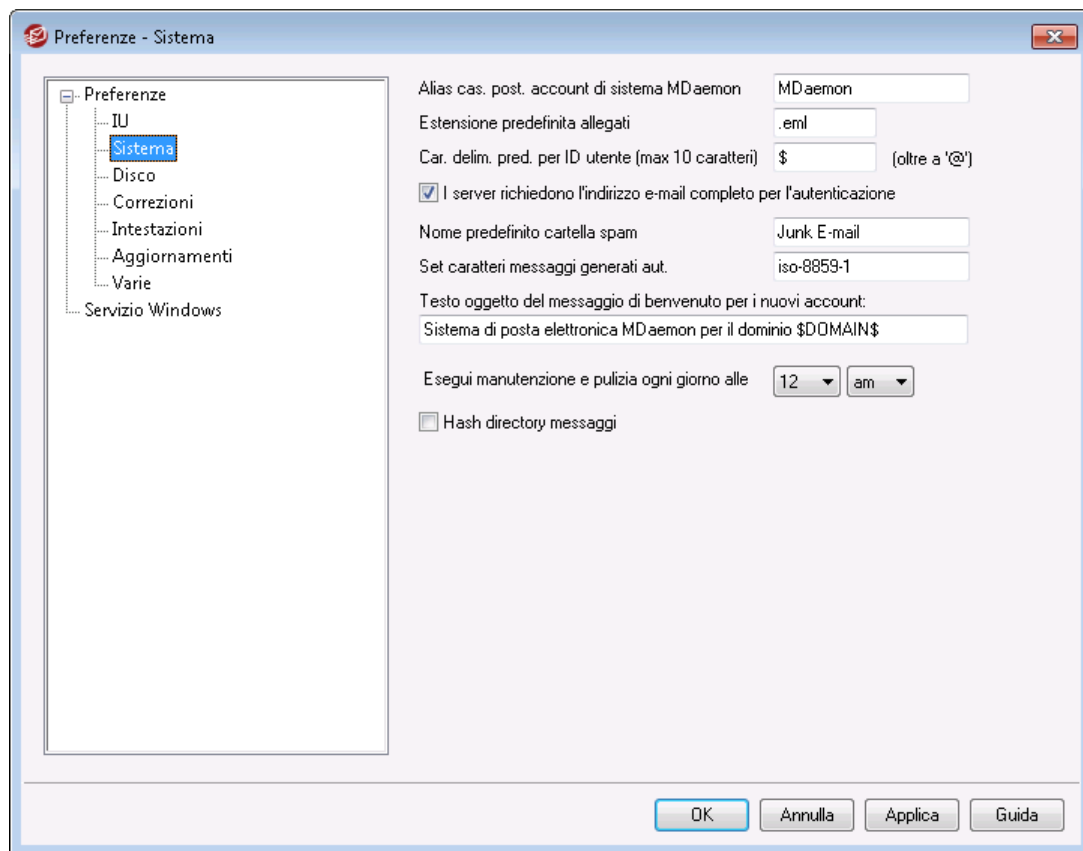 Preferenze - Sistema
Preferenze
IU
Sistema
Disco
Correzioni
Intestazioni
Aggiornamenti
Varie
Servizio Windows
Alias cas. post. account di sistema MDaemon
MDaemon
Estensione predefinita allegati
.eml
Car. delim. pred. per ID utente (max 10 caratteri)
$
(oltre a '@')
I server richiedono l'indirizzo e-mail completo per l'autenticazione
Nome predefinito cartella spam
Junk E-mail
Set caratteri messaggi generati aut.
iso-8859-1
Testo oggetto del messaggio di benvenuto per i nuovi account:
Sistema di posta elettronica MDaemon per il dominio $DOMAIN$
Esegui manutenzione e pulizia ogni giorno alle
12
am
Hash directory messaggi
OK
Annulla
Applica
Guida